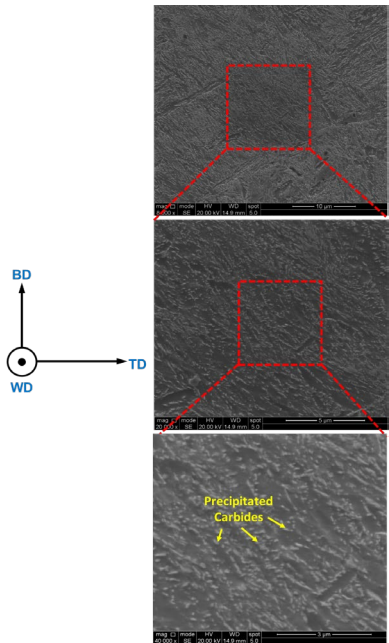 mag □ mode HV WD spot
SE 20.00 kV 14.9 mm 5.0
10 µm
BD
WD
TD
mag □ mode HV WD spot
20,000 x SE 20.00 kV 14.9 mm 5.0
5 µm
Precipitated
Carbides
mag □ mode HV WD spot
40,000 x SE 20.00 kV 14.9 mm 5.0
3 µm